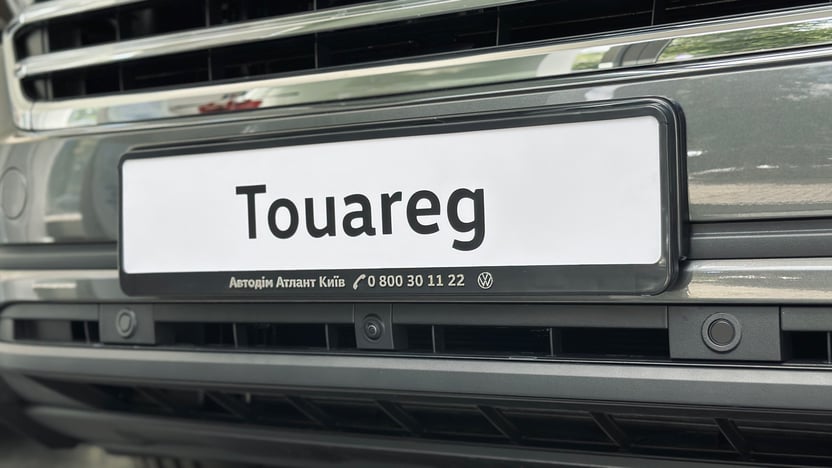 Touareg
Автодім Атлант Київ 0 800 30 11 22